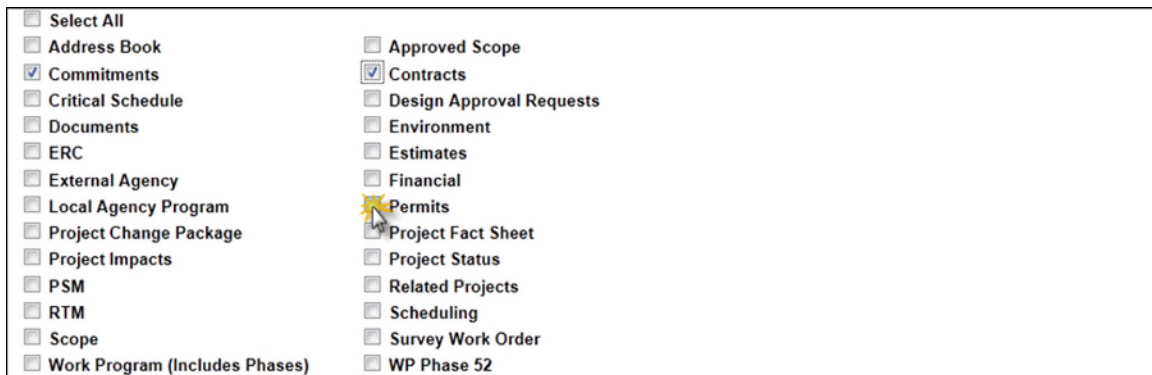 Select All
Address Book Approved Scope
Commitments Contracts
Critical Schedule Design Approval Requests
Documents Environment
ERC Estimates
External Agency Financial
Local Agency Program Permits
Project Change Package Project Fact Sheet
Project Impacts Project Status
PSM Related Projects
RTM Scheduling
Scope Survey Work Order
Work Program (Includes Phases) WP Phase 52